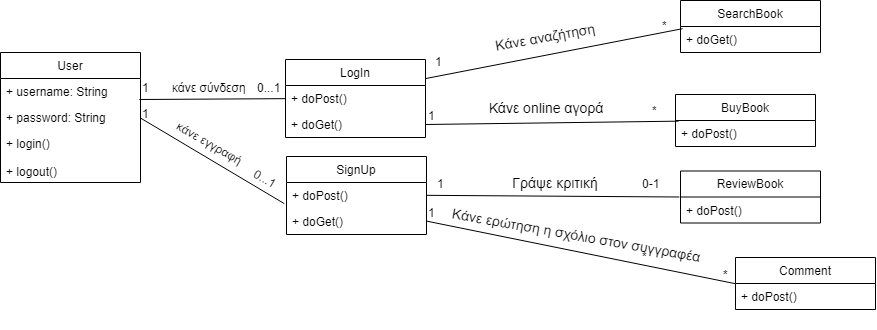 User
+ username: String
+ password: String
+ login()
+ logout()
1
κάνε σύνδεση
0...1
1
κάνε εγγραφή
0...1
LogIn
+ doPost()
+ doGet()
SignUp
+ doPost()
+ doGet()
1
Κάνε αναζήτηση
*
1
Κάνε online αγορά
*
1
Γράψε κριτική
0-1
1
Κάνε ερώτηση η σχόλιο στον συγγραφέα
*
*
SearchBook
+ doGet()
BuyBook
+ doPost()
ReviewBook
+ doPost()
Comment
+ doPost()